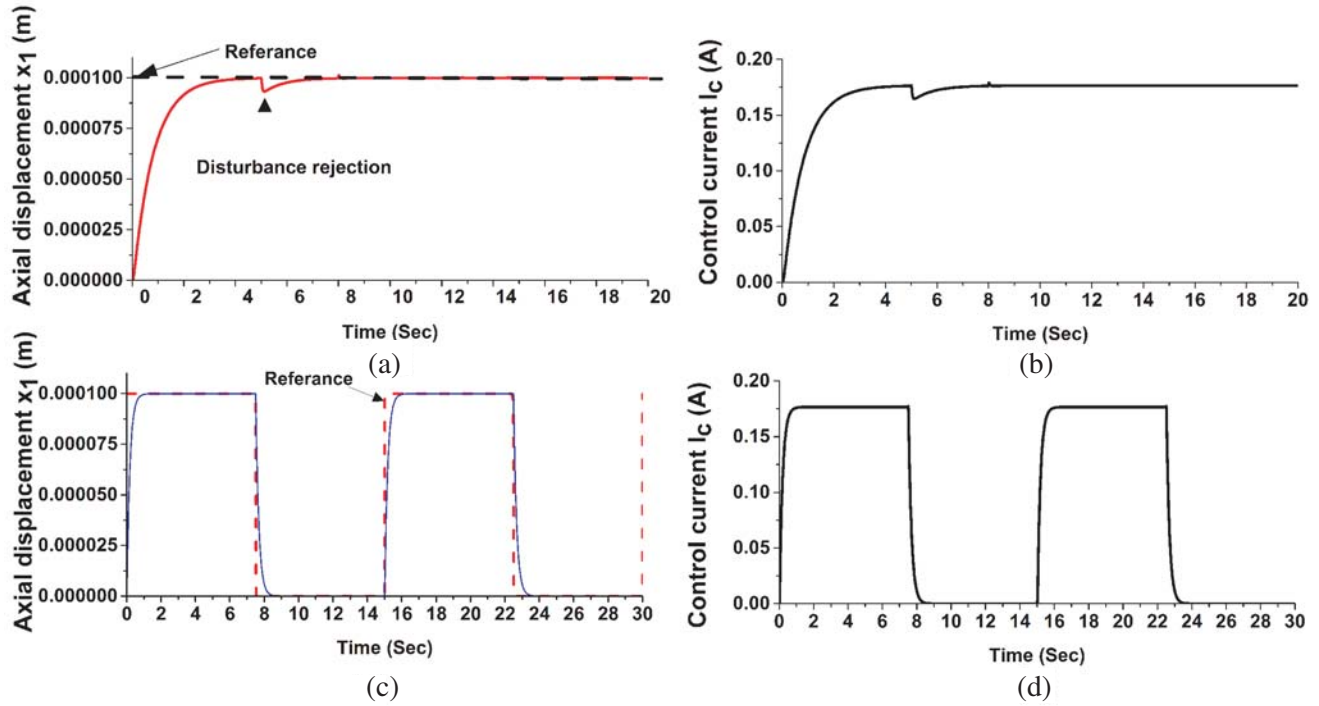 Axial displacement x1 (m)
Referance
0.000100
0.000075
0.000050
0.000025
0.000000
Disturbance rejection
0 2 4 6 8 10 12 14 16 18 20
Time (Sec)
(a)
Control current IC (A)
0.20
0.15
0.10
0.05
0.00
0 2 4 6 8 10 12 14 16 18 20
Time (Sec)
(b)
Axial displacement x1 (m)
Referance
0.000100
0.000075
0.000050
0.000025
0.000000
0 2 4 6 8 10 12 14 16 18 20 22 24 26 28 30
Time (Sec)
(c)
Control current IC (A)
0.20
0.15
0.10
0.05
0.00
0 2 4 6 8 10 12 14 16 18 20 22 24 26 28 30
Time (Sec)
(d)